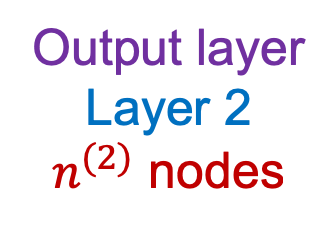 Output layer
Layer 2
n⁽²⁾ nodes